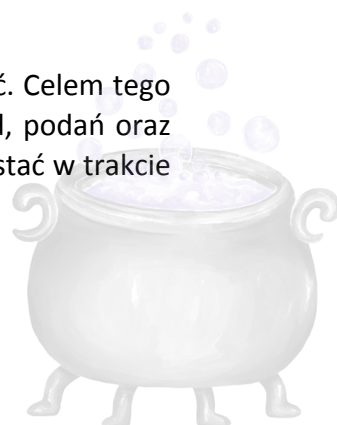 ć. Celem tego
l, podań oraz
stać w trakcie